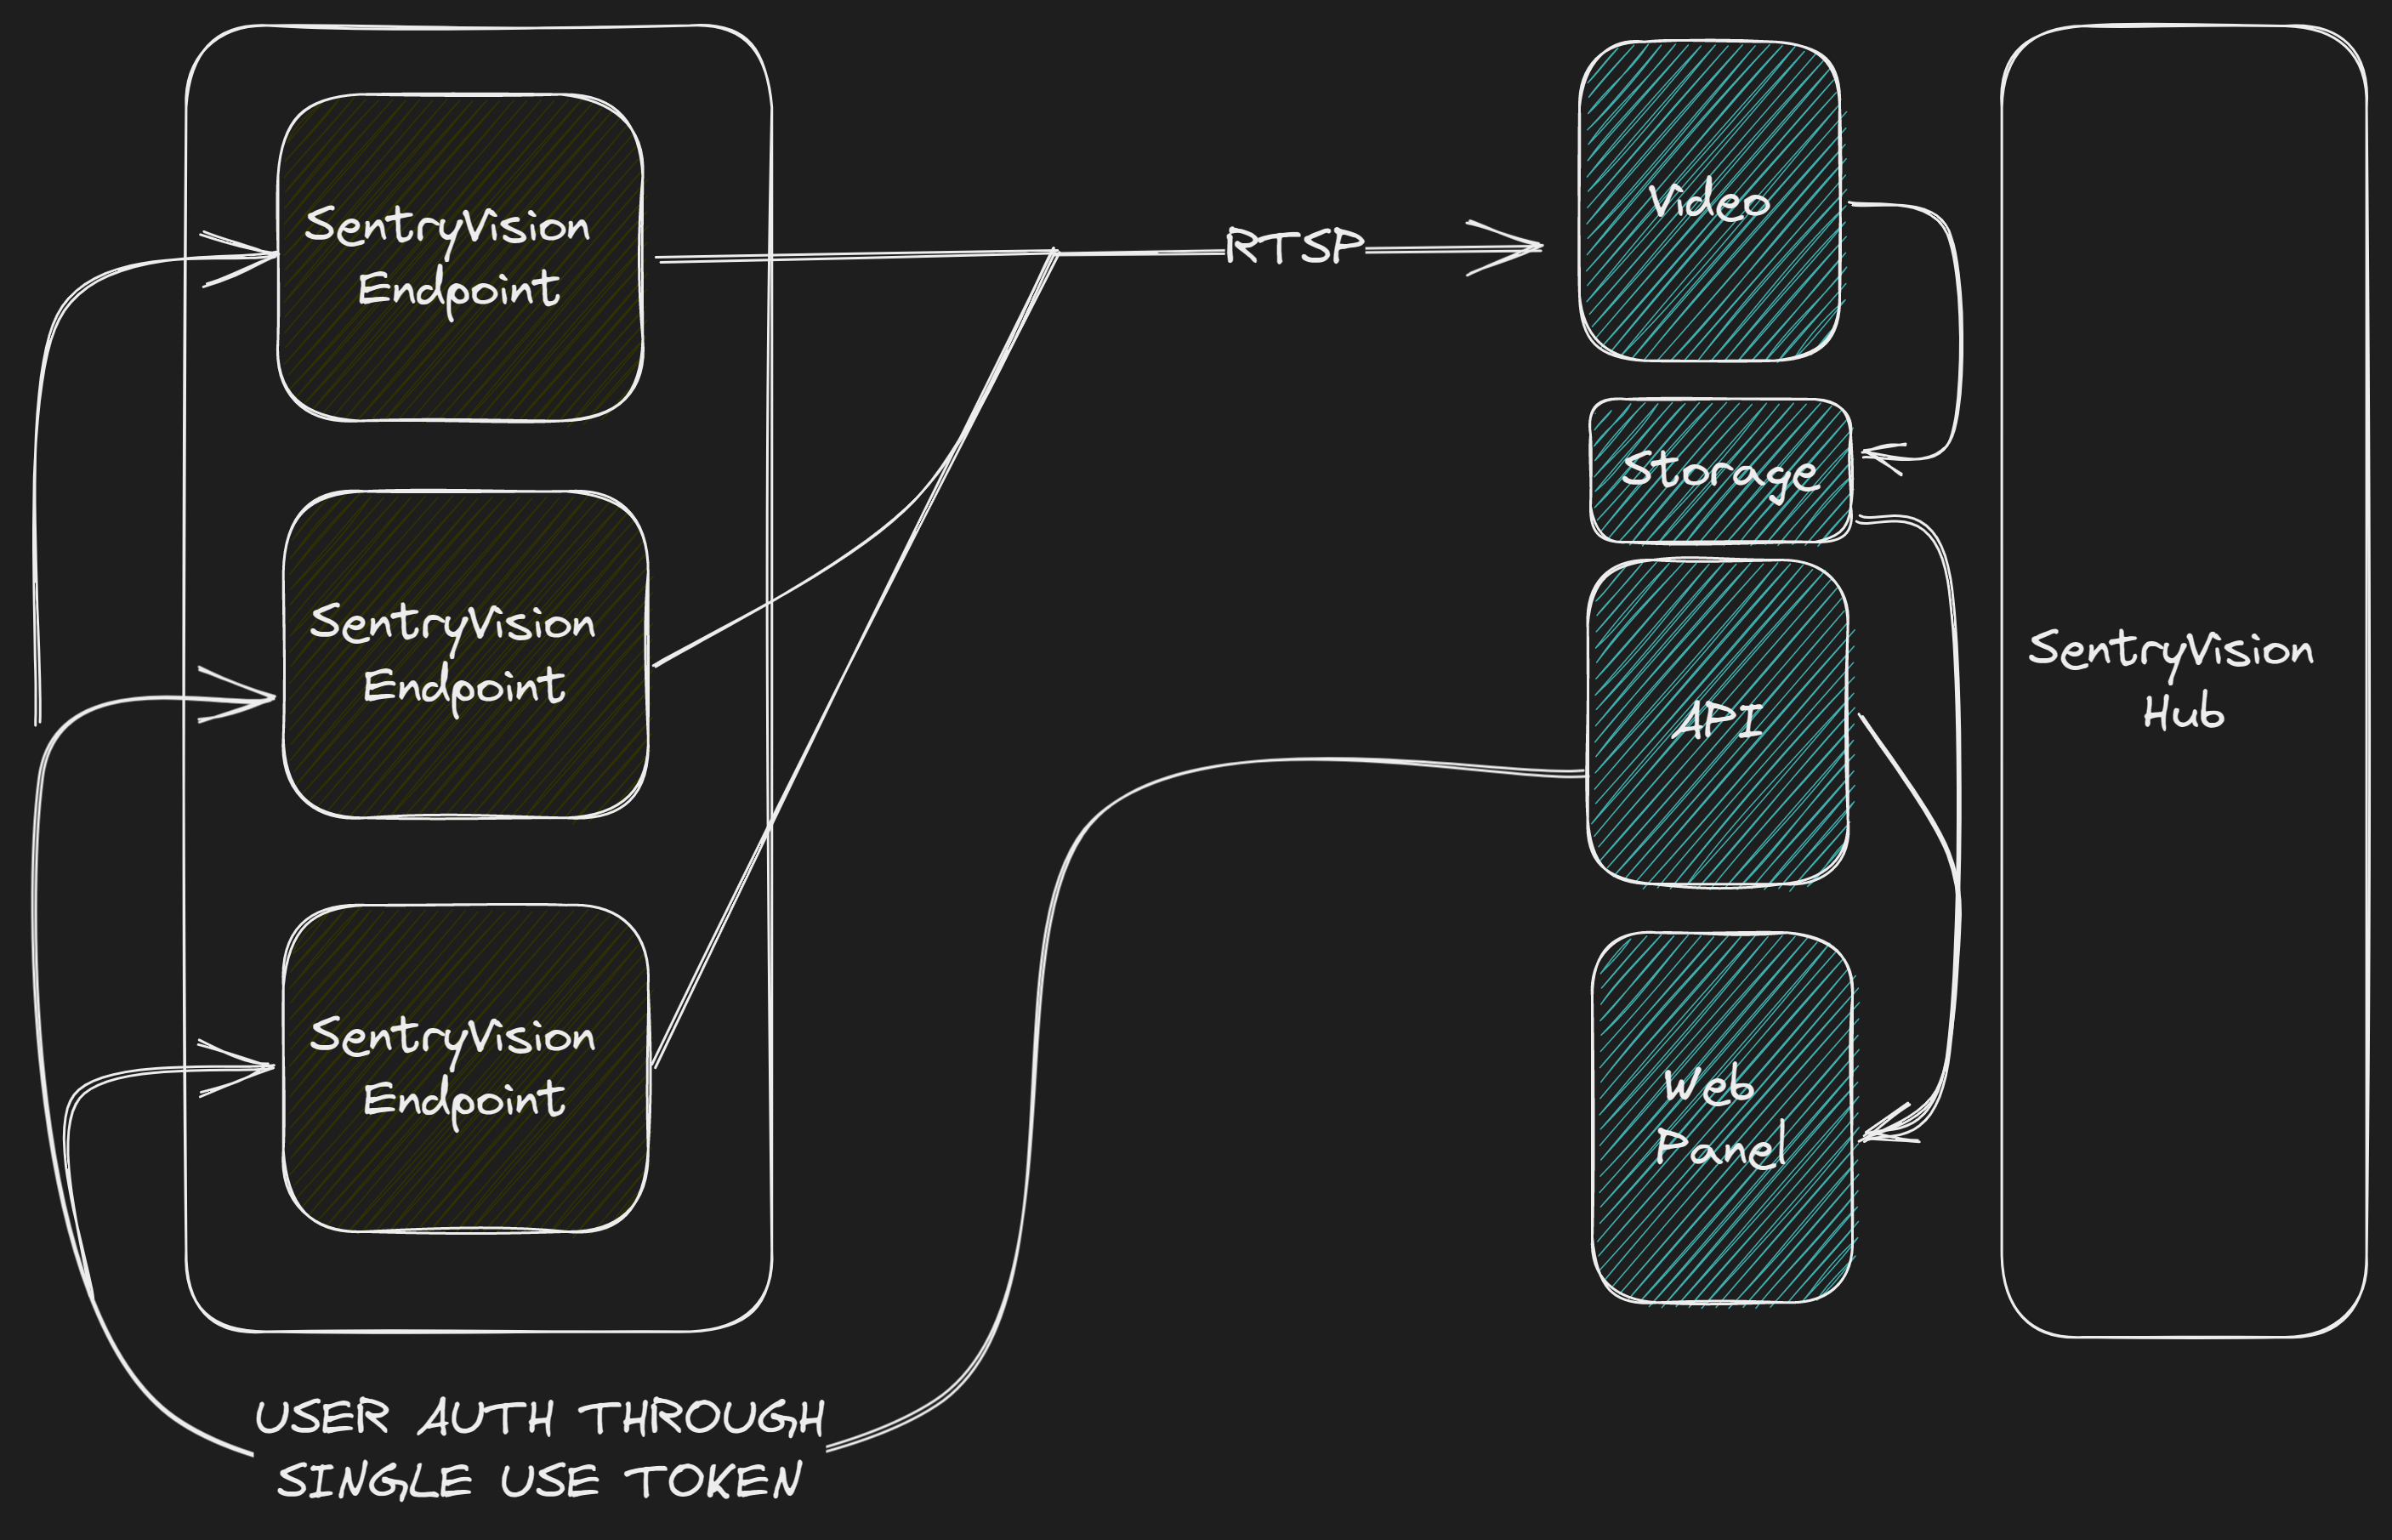 SentryVision
Endpoint
SentryVision
Endpoint
SentryVision
Endpoint
RTSP
Video
Storage
API
Web
Panel
SentryVision
Hub
USER AUTH THROUGH
SINGLE USE TOKEN